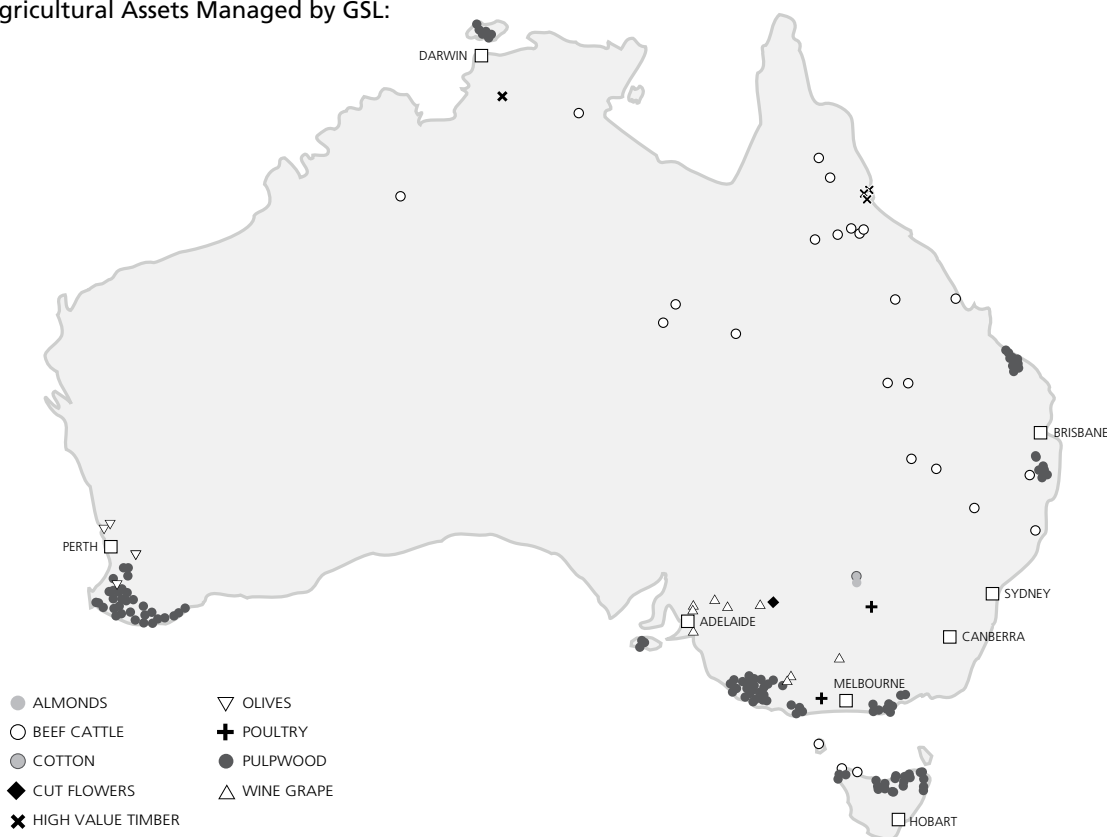 gricultural Assets Managed by GSL:
DARWIN
BRISBANE
PERTH
SYDNEY
ADELAIDE
CANBERRA
MELBOURNE
ALMONDS
OLIVES
BEEF CATTLE
POULTRY
COTTON
PULPWOOD
CUT FLOWERS
WINE GRAPE
HIGH VALUE TIMBER
HOBART